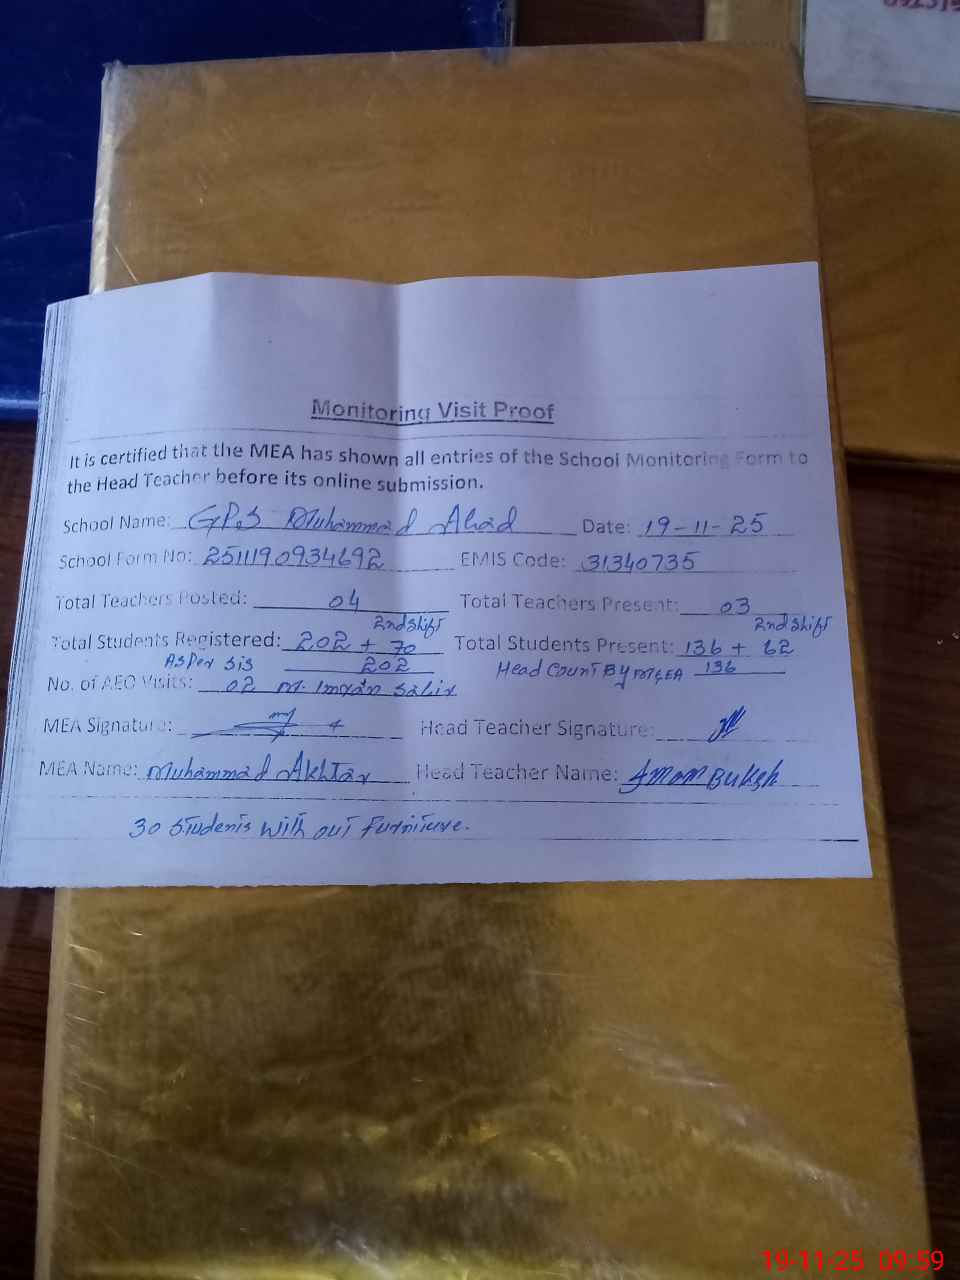 Monitoring Visit Proof
It is certified that the MEA has shown all entries of the School Monitoring Form to
the Head Teacher before its online submission.
School Name: GPS Muhammad Ahad Date: 19-11-25
School Form No: 2511190934692 EMIS Code: 31340735
Total Teachers Posted: 04 Total Teachers Present: 03
2nd Shift 2nd Shift
Total Students Registered: 202 + 70 Total Students Present: 136 + 62
As Per Sis 202 Head Count By MEA 136
No. of AEO Visits: 02 M. Imran
MEA Signature: Head Teacher Signature:
MEA Name: Muhammad Akhtar Head Teacher Name: Buksh
30 Students With out Furniture.
19-11-25 09:59